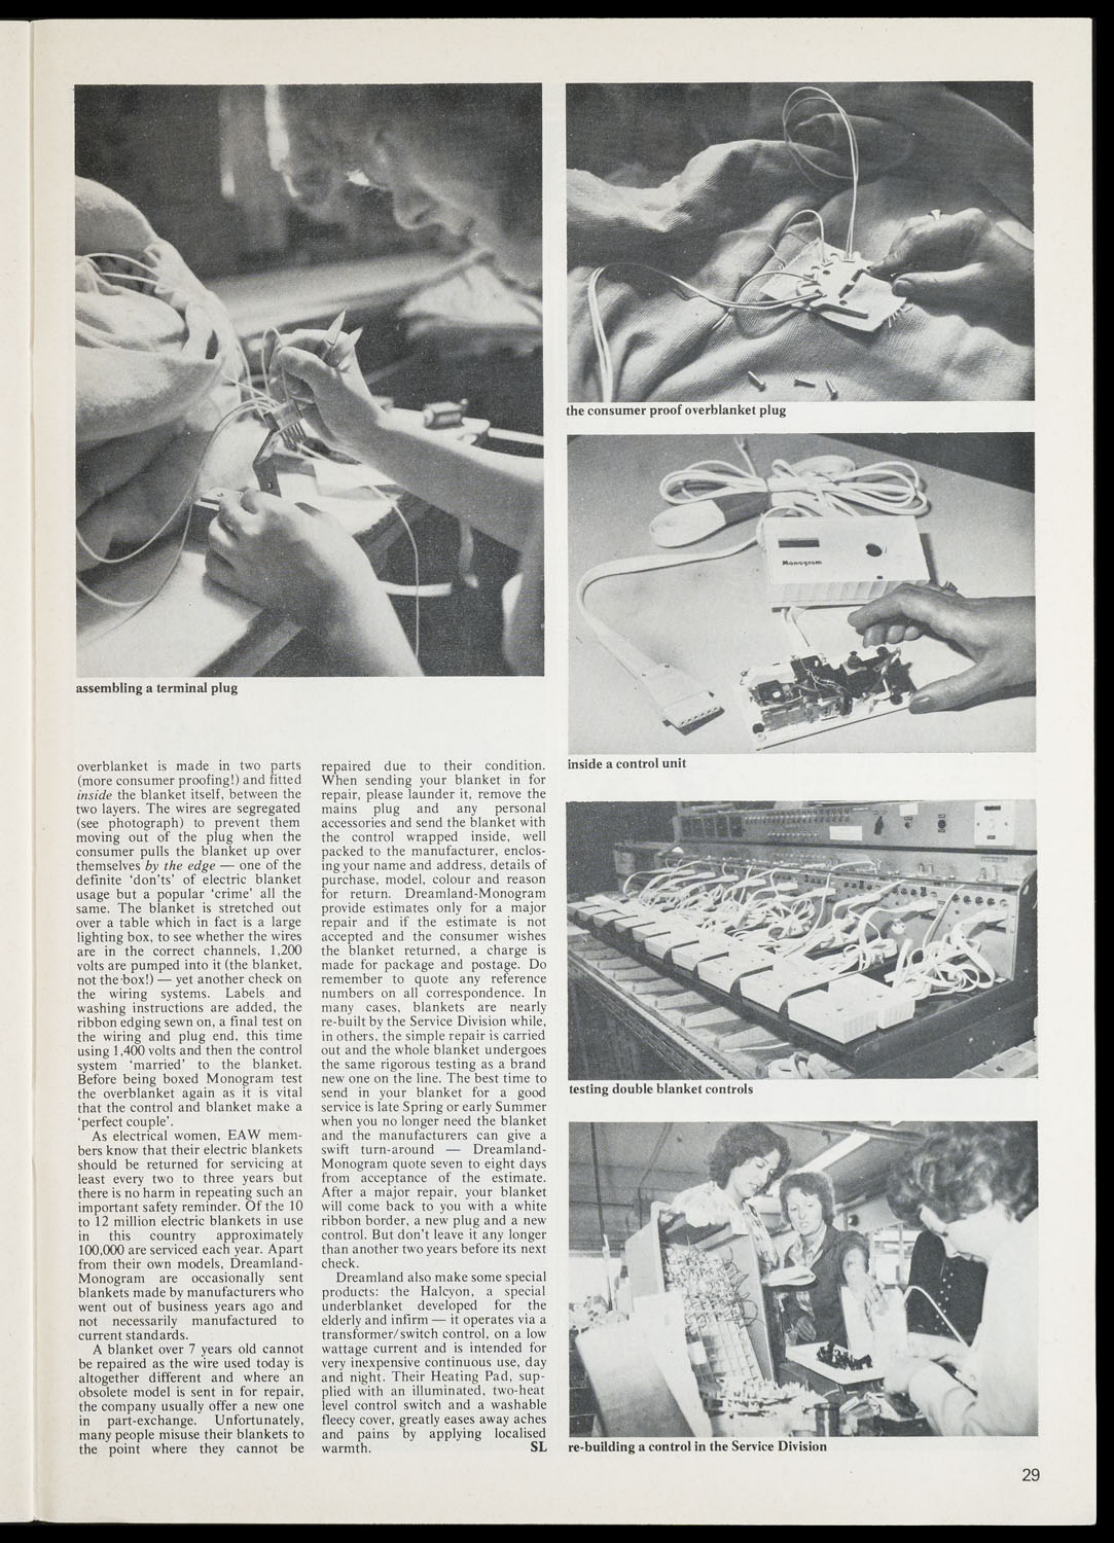 assembling a terminal plug
overblanket is made in two parts
(more consumer proofing!) and fitted
inside the blanket itself, between the
two layers. The wires are segregated
(see photograph) to prevent them
moving out of the plug when the
consumer pulls the blanket up over
themselves by the edge — one of the
definite 'don'ts' of electric blanket
usage but a popular 'crime' all the
same. The blanket is stretched out
over a table which in fact is a large
lighting box, to see whether the wires
are in the correct channels, 1,200
volts are pumped into it (the blanket,
not the box!) — yet another check on
the wiring systems. Labels and
washing instructions are added, the
ribbon edging sewn on, a final test on
the wiring and plug end, this time
using 1,400 volts and then the control
system 'married' to the blanket.
Before being boxed Monogram test
the overblanket again as it is vital
that the control and blanket make a
'perfect couple'.
As electrical women, EAW mem-
bers know that their electric blankets
should be returned for servicing at
least every two to three years but
there is no harm in repeating such an
important safety reminder. Of the 10
to 12 million electric blankets in use
in this country approximately
100,000 are serviced each year. Apart
from their own models, Dreamland-
Monogram are occasionally sent
blankets made by manufacturers who
went out of business years ago and
not necessarily manufactured to
current standards.
A blanket over 7 years old cannot
be repaired as the wire used today is
altogether different and where an
obsolete model is sent in for repair,
the company usually offer a new one
in part-exchange. Unfortunately,
many people misuse their blankets to
the point where they cannot be
repaired due to their condition.
When sending your blanket in for
repair, please launder it, remove the
mains plug and any personal
accessories and send the blanket with
the control wrapped inside, well
packed to the manufacturer, enclos-
ing your name and address, details of
purchase, model, colour and reason
for return. Dreamland-Monogram
provide estimates only for a major
repair and if the estimate is not
accepted and the consumer wishes
the blanket returned, a charge is
made for package and postage. Do
remember to quote any reference
numbers on all correspondence. In
many cases, blankets are nearly
re-built by the Service Division while,
in others, the simple repair is carried
out and the whole blanket undergoes
the same rigorous testing as a brand
new one on the line. The best time to
send in your blanket for a good
service is late Spring or early Summer
when you no longer need the blanket
and the manufacturers can give a
swift turn-around — Dreamland-
Monogram quote seven to eight days
from acceptance of the estimate.
After a major repair, your blanket
will come back to you with a white
ribbon border, a new plug and a new
control. But don't leave it any longer
than another two years before its next
check.
Dreamland also make some special
products: the Halcyon, a special
underblanket developed for the
elderly and infirm — it operates via a
transformer/switch control, on a low
wattage current and is intended for
very inexpensive continuous use, day
and night. Their Heating Pad, sup-
plied with an illuminated, two-heat
level control switch and a washable
fleecy cover, greatly eases away aches
and pains by applying localised
warmth. SL
the consumer proof overblanket plug
Monogram
inside a control unit
testing double blanket controls
re-building a control in the Service Division
29